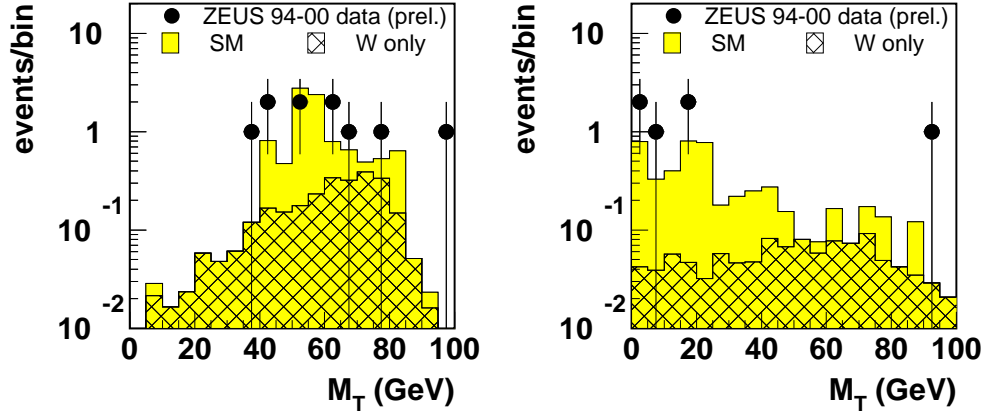 events/bin
ZEUS 94-00 data (prel.)
SM W only
10
1
10 -1
10 -2
0 20 40 60 80 100
M_T (GeV)
events/bin
ZEUS 94-00 data (prel.)
SM W only
10
1
10 -1
10 -2
0 20 40 60 80 100
M_T (GeV)